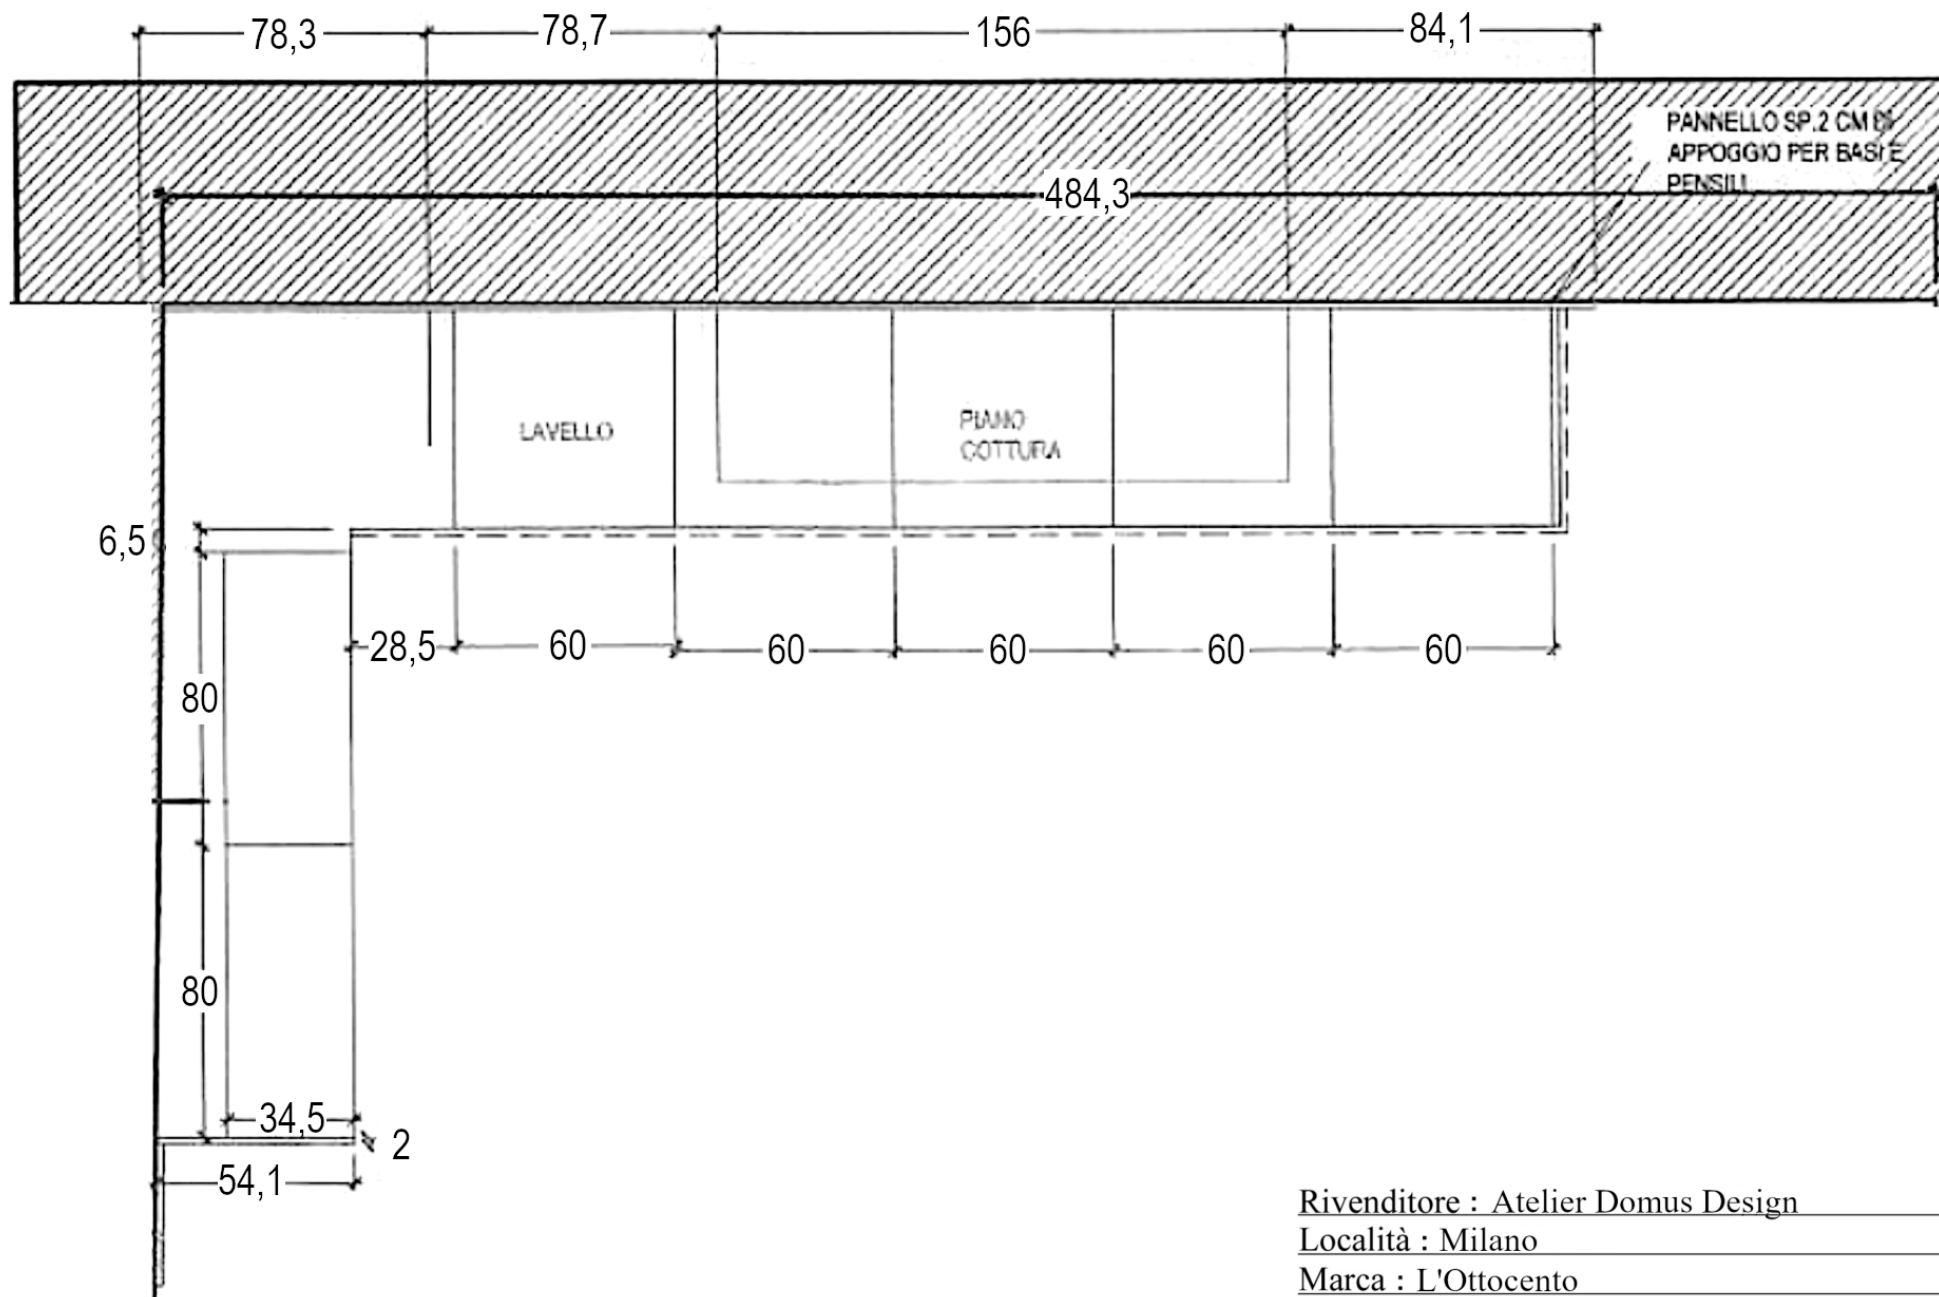 78,3
78,7
156
84,1
PANNELLO SP.2 CM DI
APPOGGIO PER BASI E
PENSILI
484,3
LAVELLO
PIANO
COTTURA
6,5
28,5
60
60
60
60
60
80
80
34,5
2
54,1
Rivenditore : Atelier Domus Design
Località : Milano
Marca : L'Ottocento